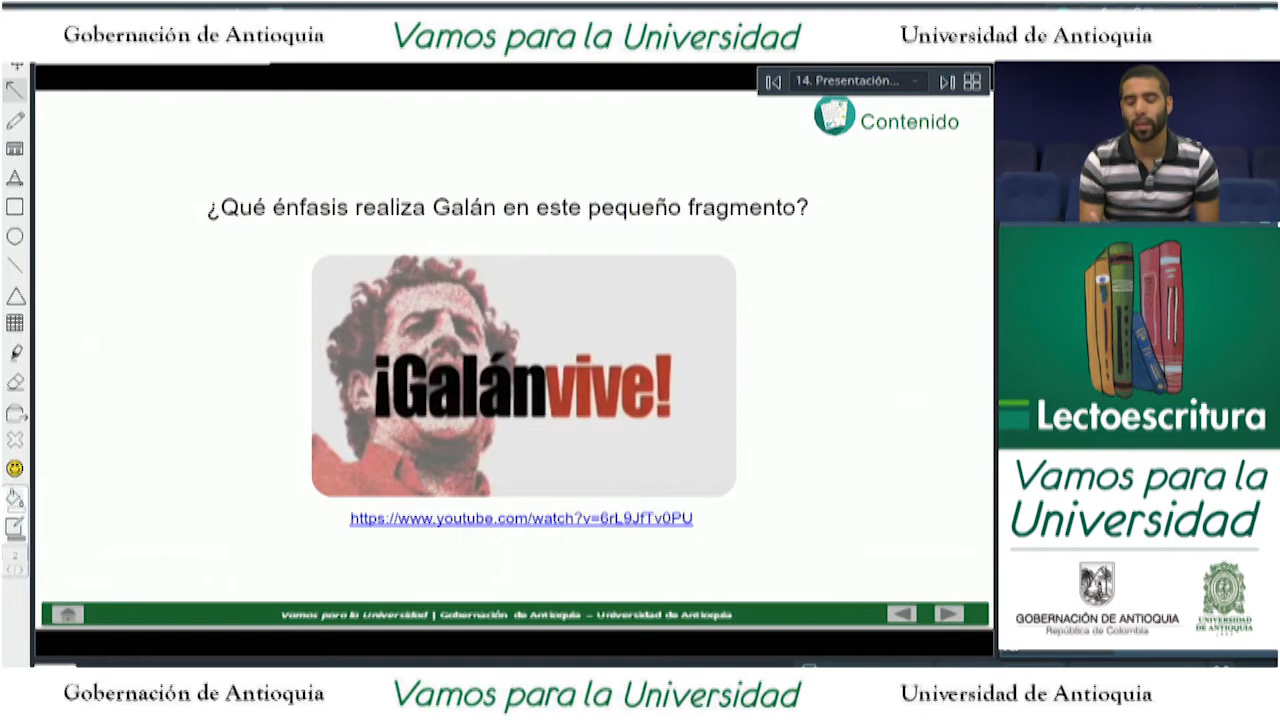 Gobernación de Antioquia
Vamos para la Universidad
Universidad de Antioquia
14. Presentación...
Contenido
¿Qué énfasis realiza Galán en este pequeño fragmento?
¡Galánvive!
https://www.youtube.com/watch?v=6rL9JfTv0PU
Vamos para la Universidad | Gobernación de Antioquia – Universidad de Antioquia
2
Lectoescritura
Vamos para la
Universidad
GOBERNACIÓN DE ANTIOQUIA
República de Colombia
UNIVERSIDAD
DE ANTIOQUIA
Gobernación de Antioquia
Vamos para la Universidad
Universidad de Antioquia